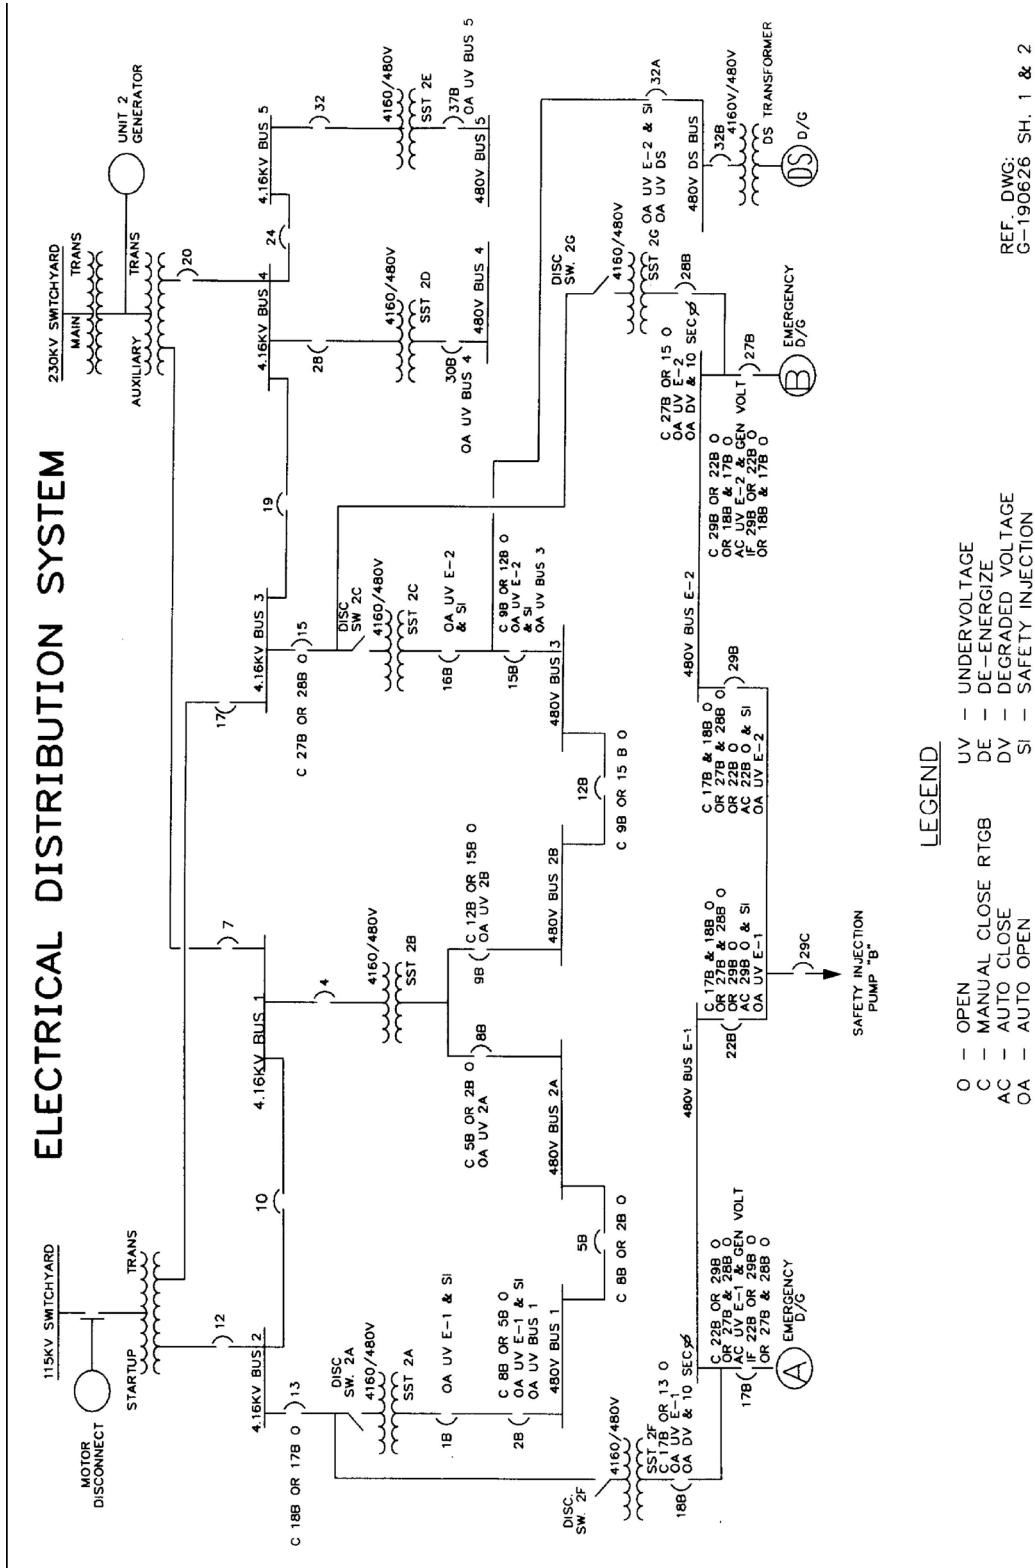 ELECTRICAL DISTRIBUTION SYSTEM
115KV SWITCHYARD
MOTOR
DISCONNECT
STARTUP
TRANS
12
4.16KV BUS 2
10
13
C 18B OR 17B O
DISC
SW. 2A
4160/480V
SST 2A
1B
OA UV E-1 & SI
2B
C 8B OR 5B O
OA UV E-1 & SI
OA UV BUS 1
480V BUS 1
5B
C 8B OR 2B O
DISC.
SW. 2F
4160/480V
SST 2F
18B
C 17B OR 13 O
OA UV E-1
OA DV & 10 SECø
17B
C 22B OR 29B O
OR 27B & 28B O
AC UV E-1 & GEN VOLT
IF 22B OR 29B O
OR 27B & 28B O
A
EMERGENCY
D/G
4.16KV BUS 1
7
4
4160/480V
SST 2B
8B
C 5B OR 2B O
OA UV 2A
480V BUS 2A
9B
C 12B OR 15B O
OA UV 2B
480V BUS 2B
12B
C 9B OR 15 B O
480V BUS E-1
22B
C 17B & 18B O
OR 27B & 28B O
OR 29B O
AC 29B O & SI
OA UV E-1
29C
SAFETY INJECTION
PUMP "B"
17
4.16KV BUS 3
19
15
C 27B OR 28B O
DISC
SW 2C
4160/480V
SST 2C
16B
OA UV E-2
& SI
15B
C 9B OR 12B O
OA UV E-2
& SI
OA UV BUS 3
480V BUS 3
29B
C 17B & 18B O
OR 27B & 28B O
OR 22B O
AC 22B O & SI
OA UV E-2
480V BUS E-2
230KV SWITCHYARD
MAIN
TRANS
UNIT 2
GENERATOR
AUXILIARY
TRANS
20
4.16KV BUS 4
24
4.16KV BUS 5
28
4160/480V
SST 2D
30B
OA UV BUS 4
480V BUS 4
32
4160/480V
SST 2E
37B
OA UV BUS 5
480V BUS 5
DISC
SW. 2G
4160/480V
SST 2G
28B
C 27B OR 15 O
OA UV E-2
OA DV & 10 SECø
27B
C 29B OR 22B O
OR 18B & 17B O
AC UV E-2 & GEN VOLT
IF 29B OR 22B O
OR 18B & 17B O
B
EMERGENCY
D/G
32A
OA UV E-2 & SI
OA UV DS
480V DS BUS
32B
4160V/480V
DS TRANSFORMER
DS
D/G
LEGEND
O - OPEN
C - MANUAL CLOSE RTGB
AC - AUTO CLOSE
OA - AUTO OPEN
UV - UNDERVOLTAGE
DE - DE-ENERGIZE
DV - DEGRADED VOLTAGE
SI - SAFETY INJECTION
REF. DWG:
G-190626 SH. 1 & 2